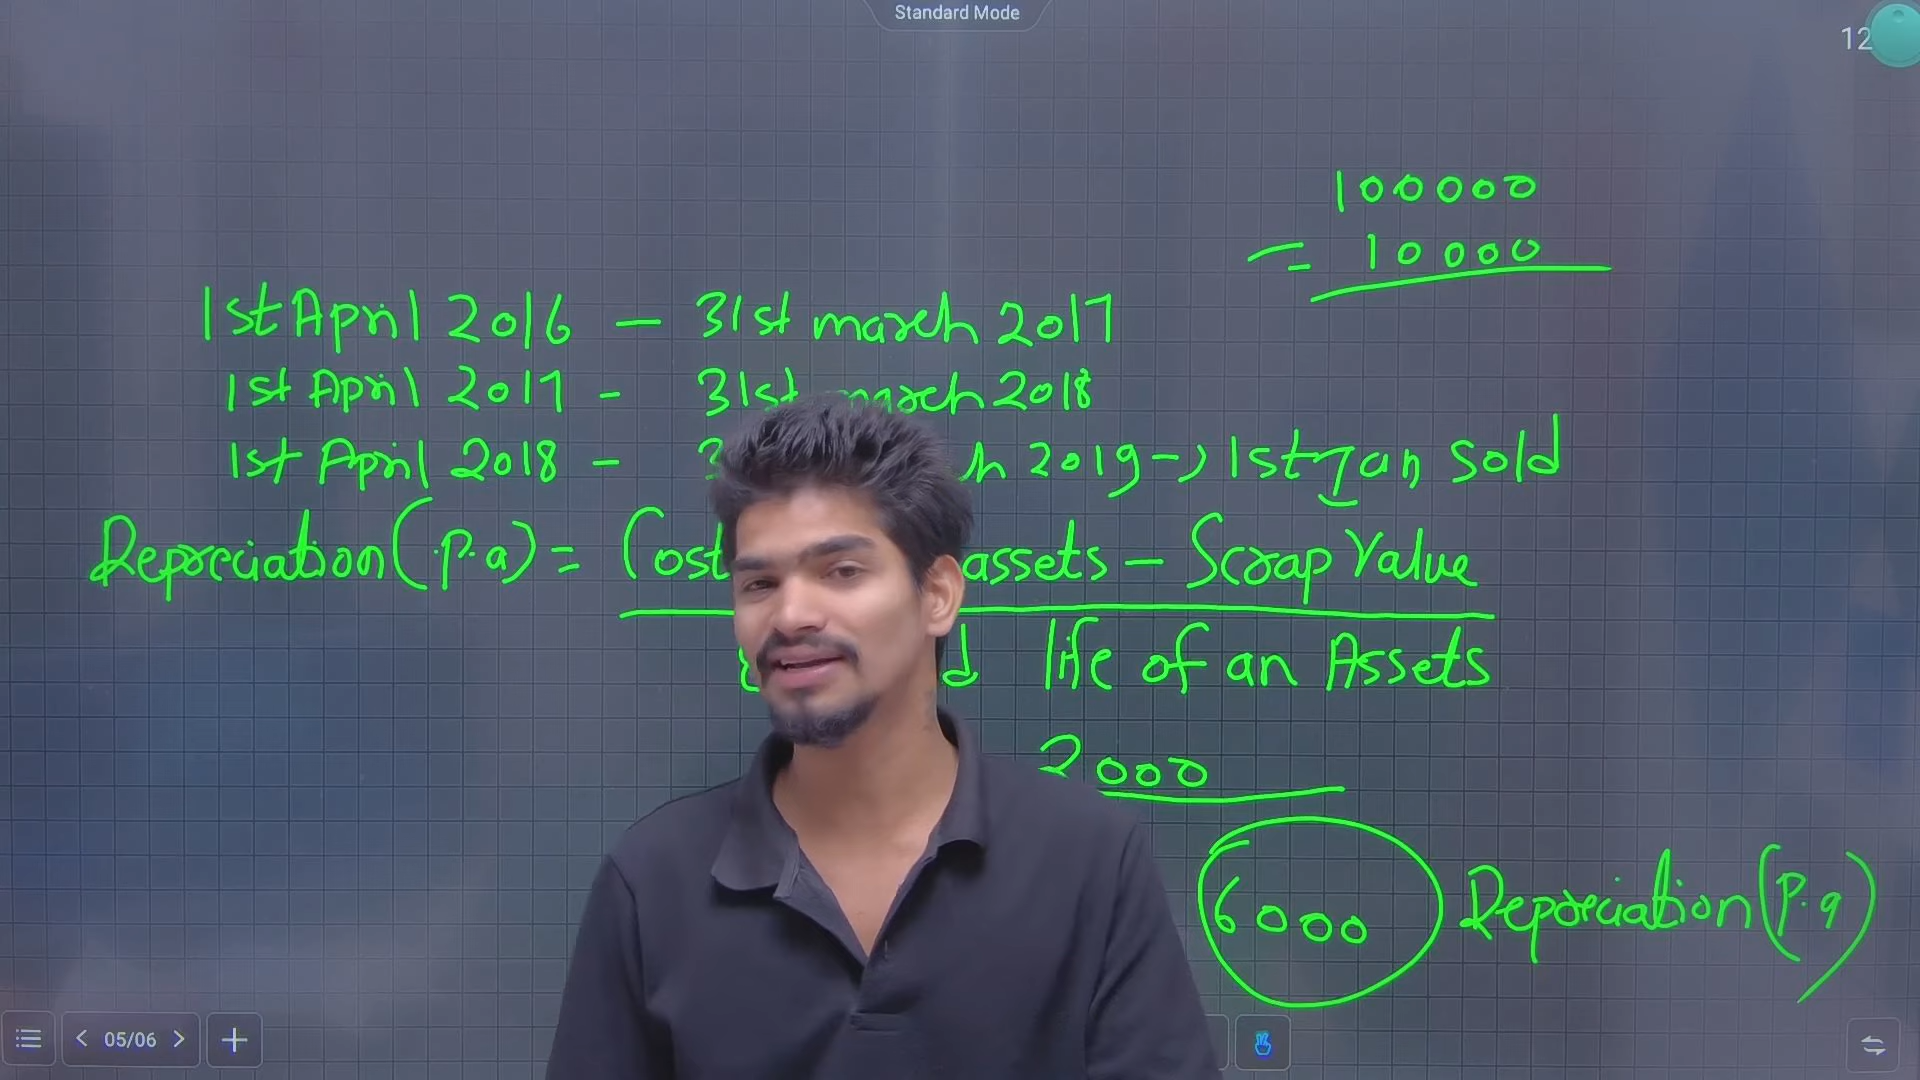 Standard Mode
12
100000
= 10000
1st April 2016 — 31st march 2017
1st April 2017 - 31st march 2018
1st April 2018 - 2019 -> 1st Jan sold
Depreciation (p.a) = Cost assets — Scrap Value
life of an Assets
2000
6000 Depreciation (p.a)
05/06